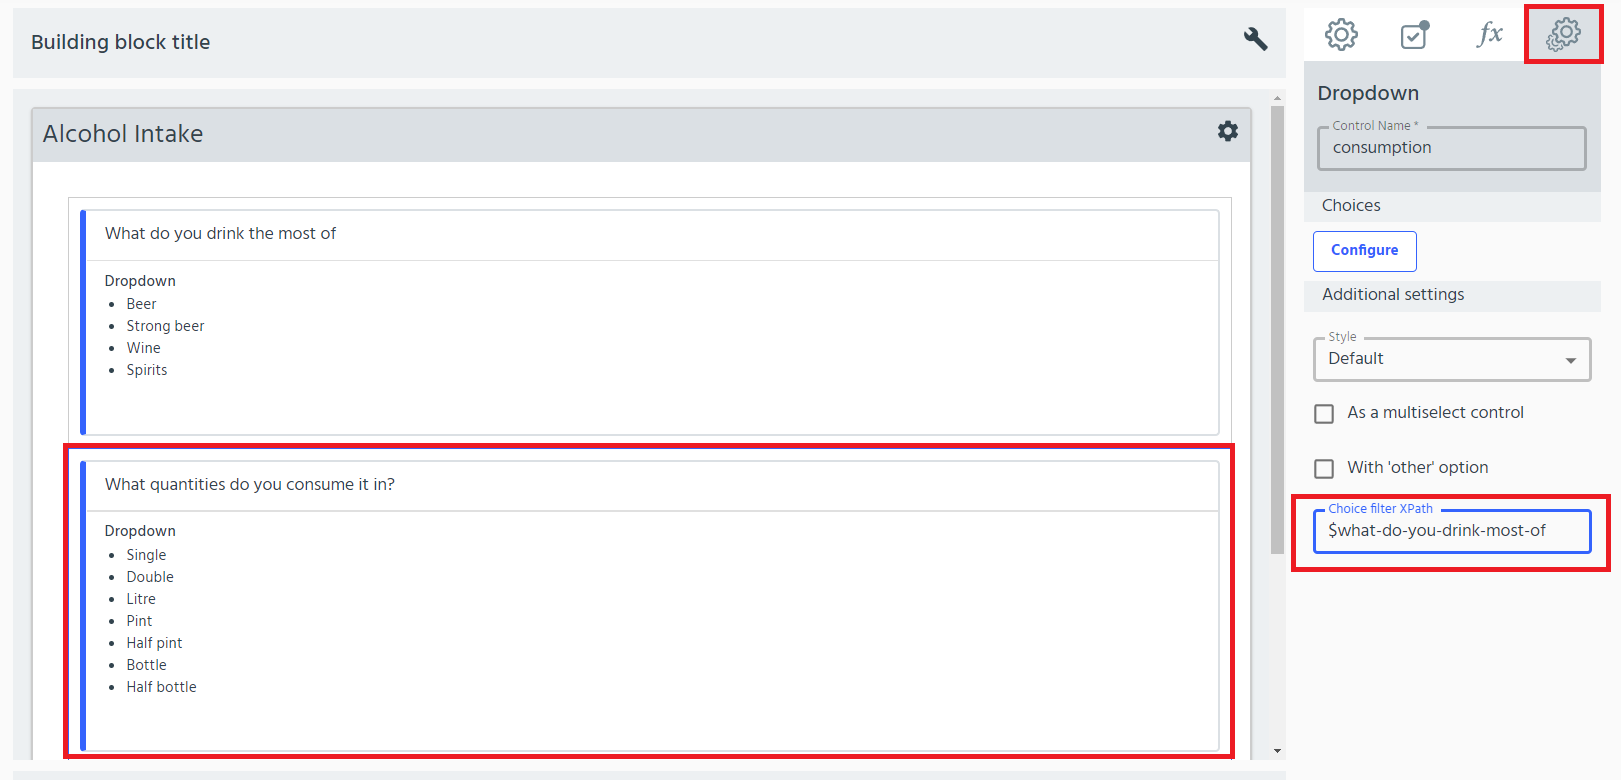 Building block title
Alcohol Intake
What do you drink the most of
Dropdown
Beer
Strong beer
Wine
Spirits
What quantities do you consume it in?
Dropdown
Single
Double
Litre
Pint
Half pint
Bottle
Half bottle
fx
Dropdown
Control Name *
consumption
Choices
Configure
Additional settings
Style
Default
As a multiselect control
With 'other' option
Choice filter XPath
$what-do-you-drink-most-of